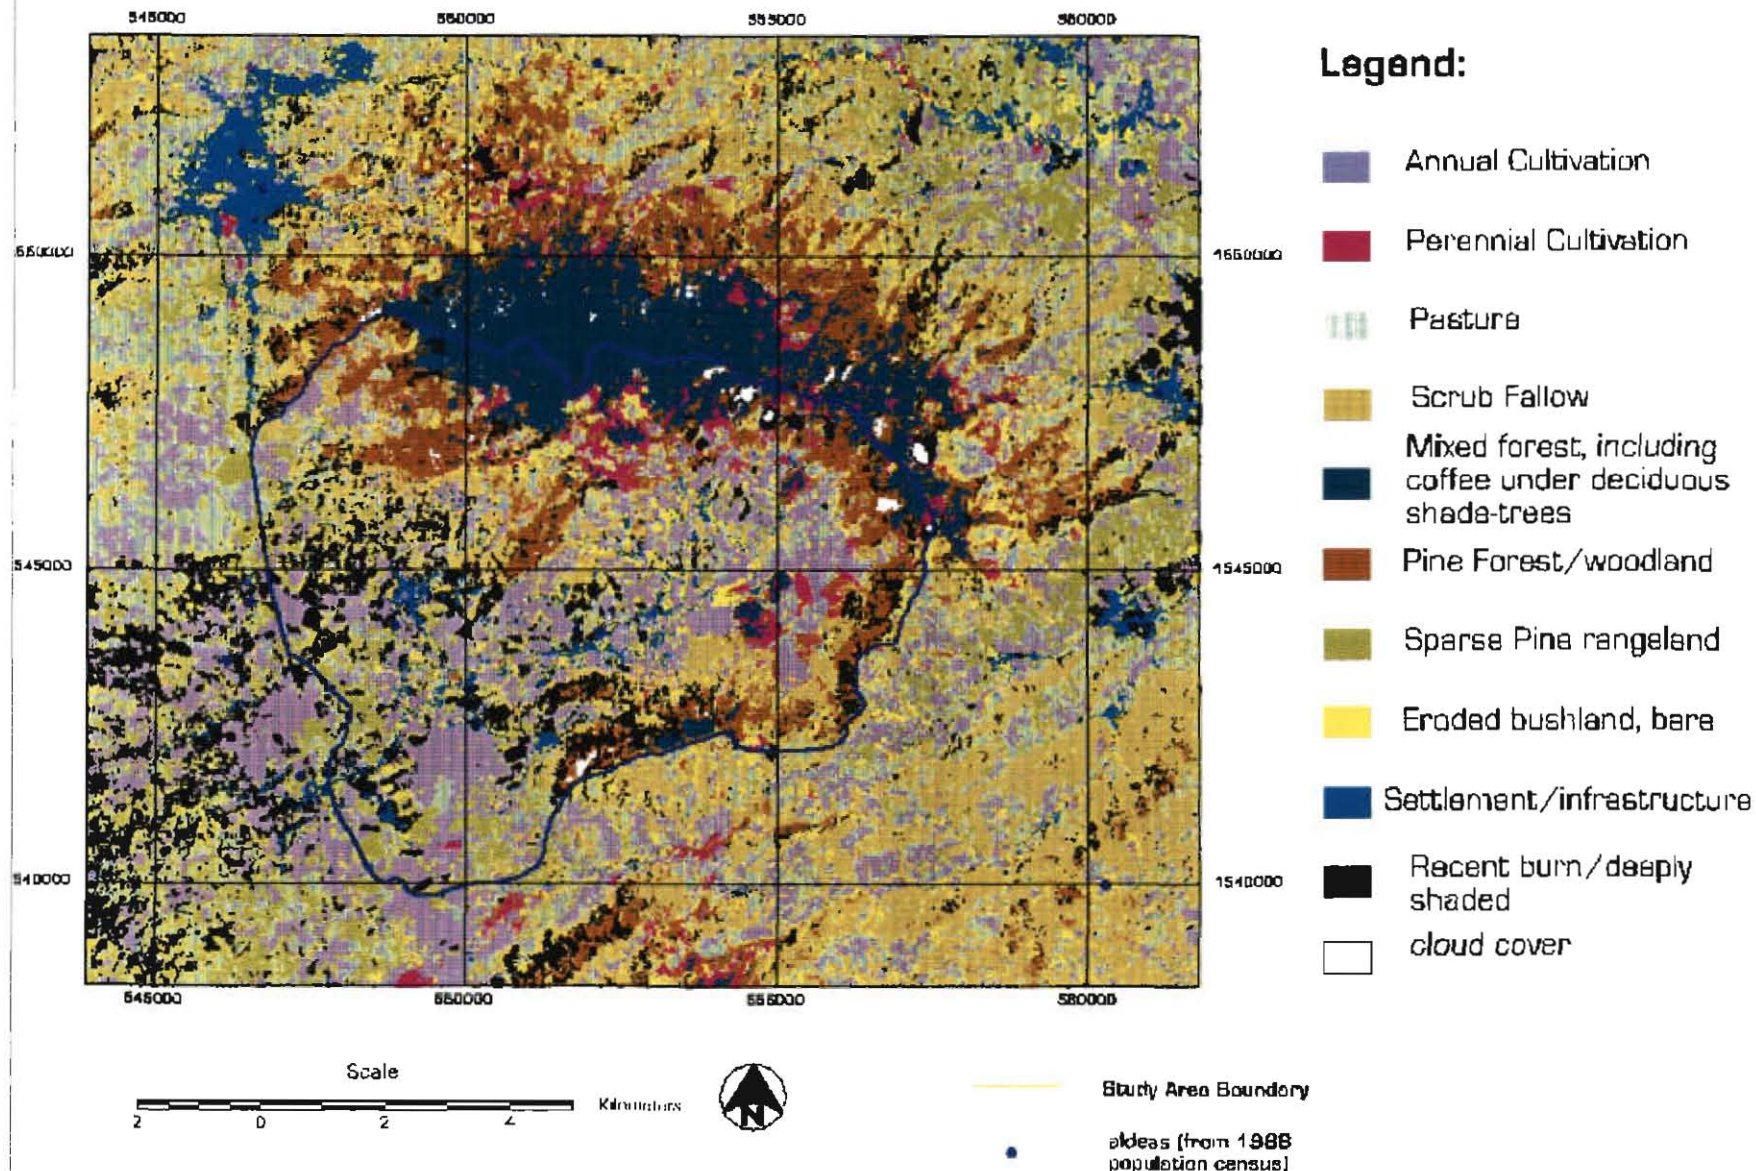 545000 550000 555000 560000
Legend:
Annual Cultivation
Perennial Cultivation
Pasture
Scrub Fallow
Mixed forest, including
coffee under deciduous
shade-trees
Pine Forest/woodland
Sparse Pine rangeland
Eroded bushland, bare
Settlement/infrastructure
Recent burn/deeply
shaded
cloud cover
1550000
545000 1545000
540000 1540000
545000 550000 555000 560000
Scale
2 0 2 4 Kilometers
N
Study Area Boundary
aldeas (from 1988
population census)